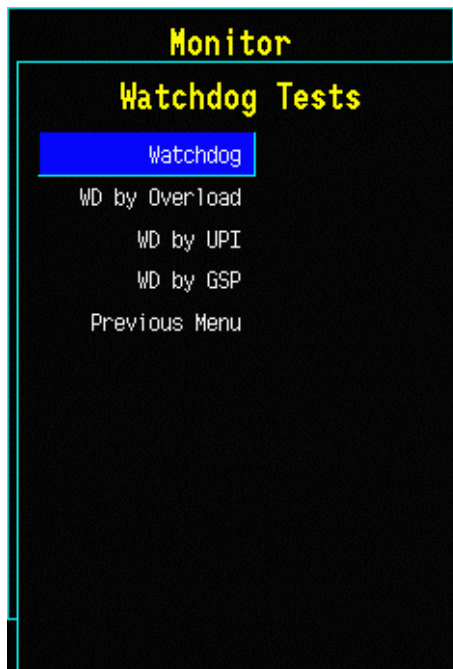 Monitor
Watchdog Tests
Watchdog
WD by Overload
WD by UPI
WD by GSP
Previous Menu